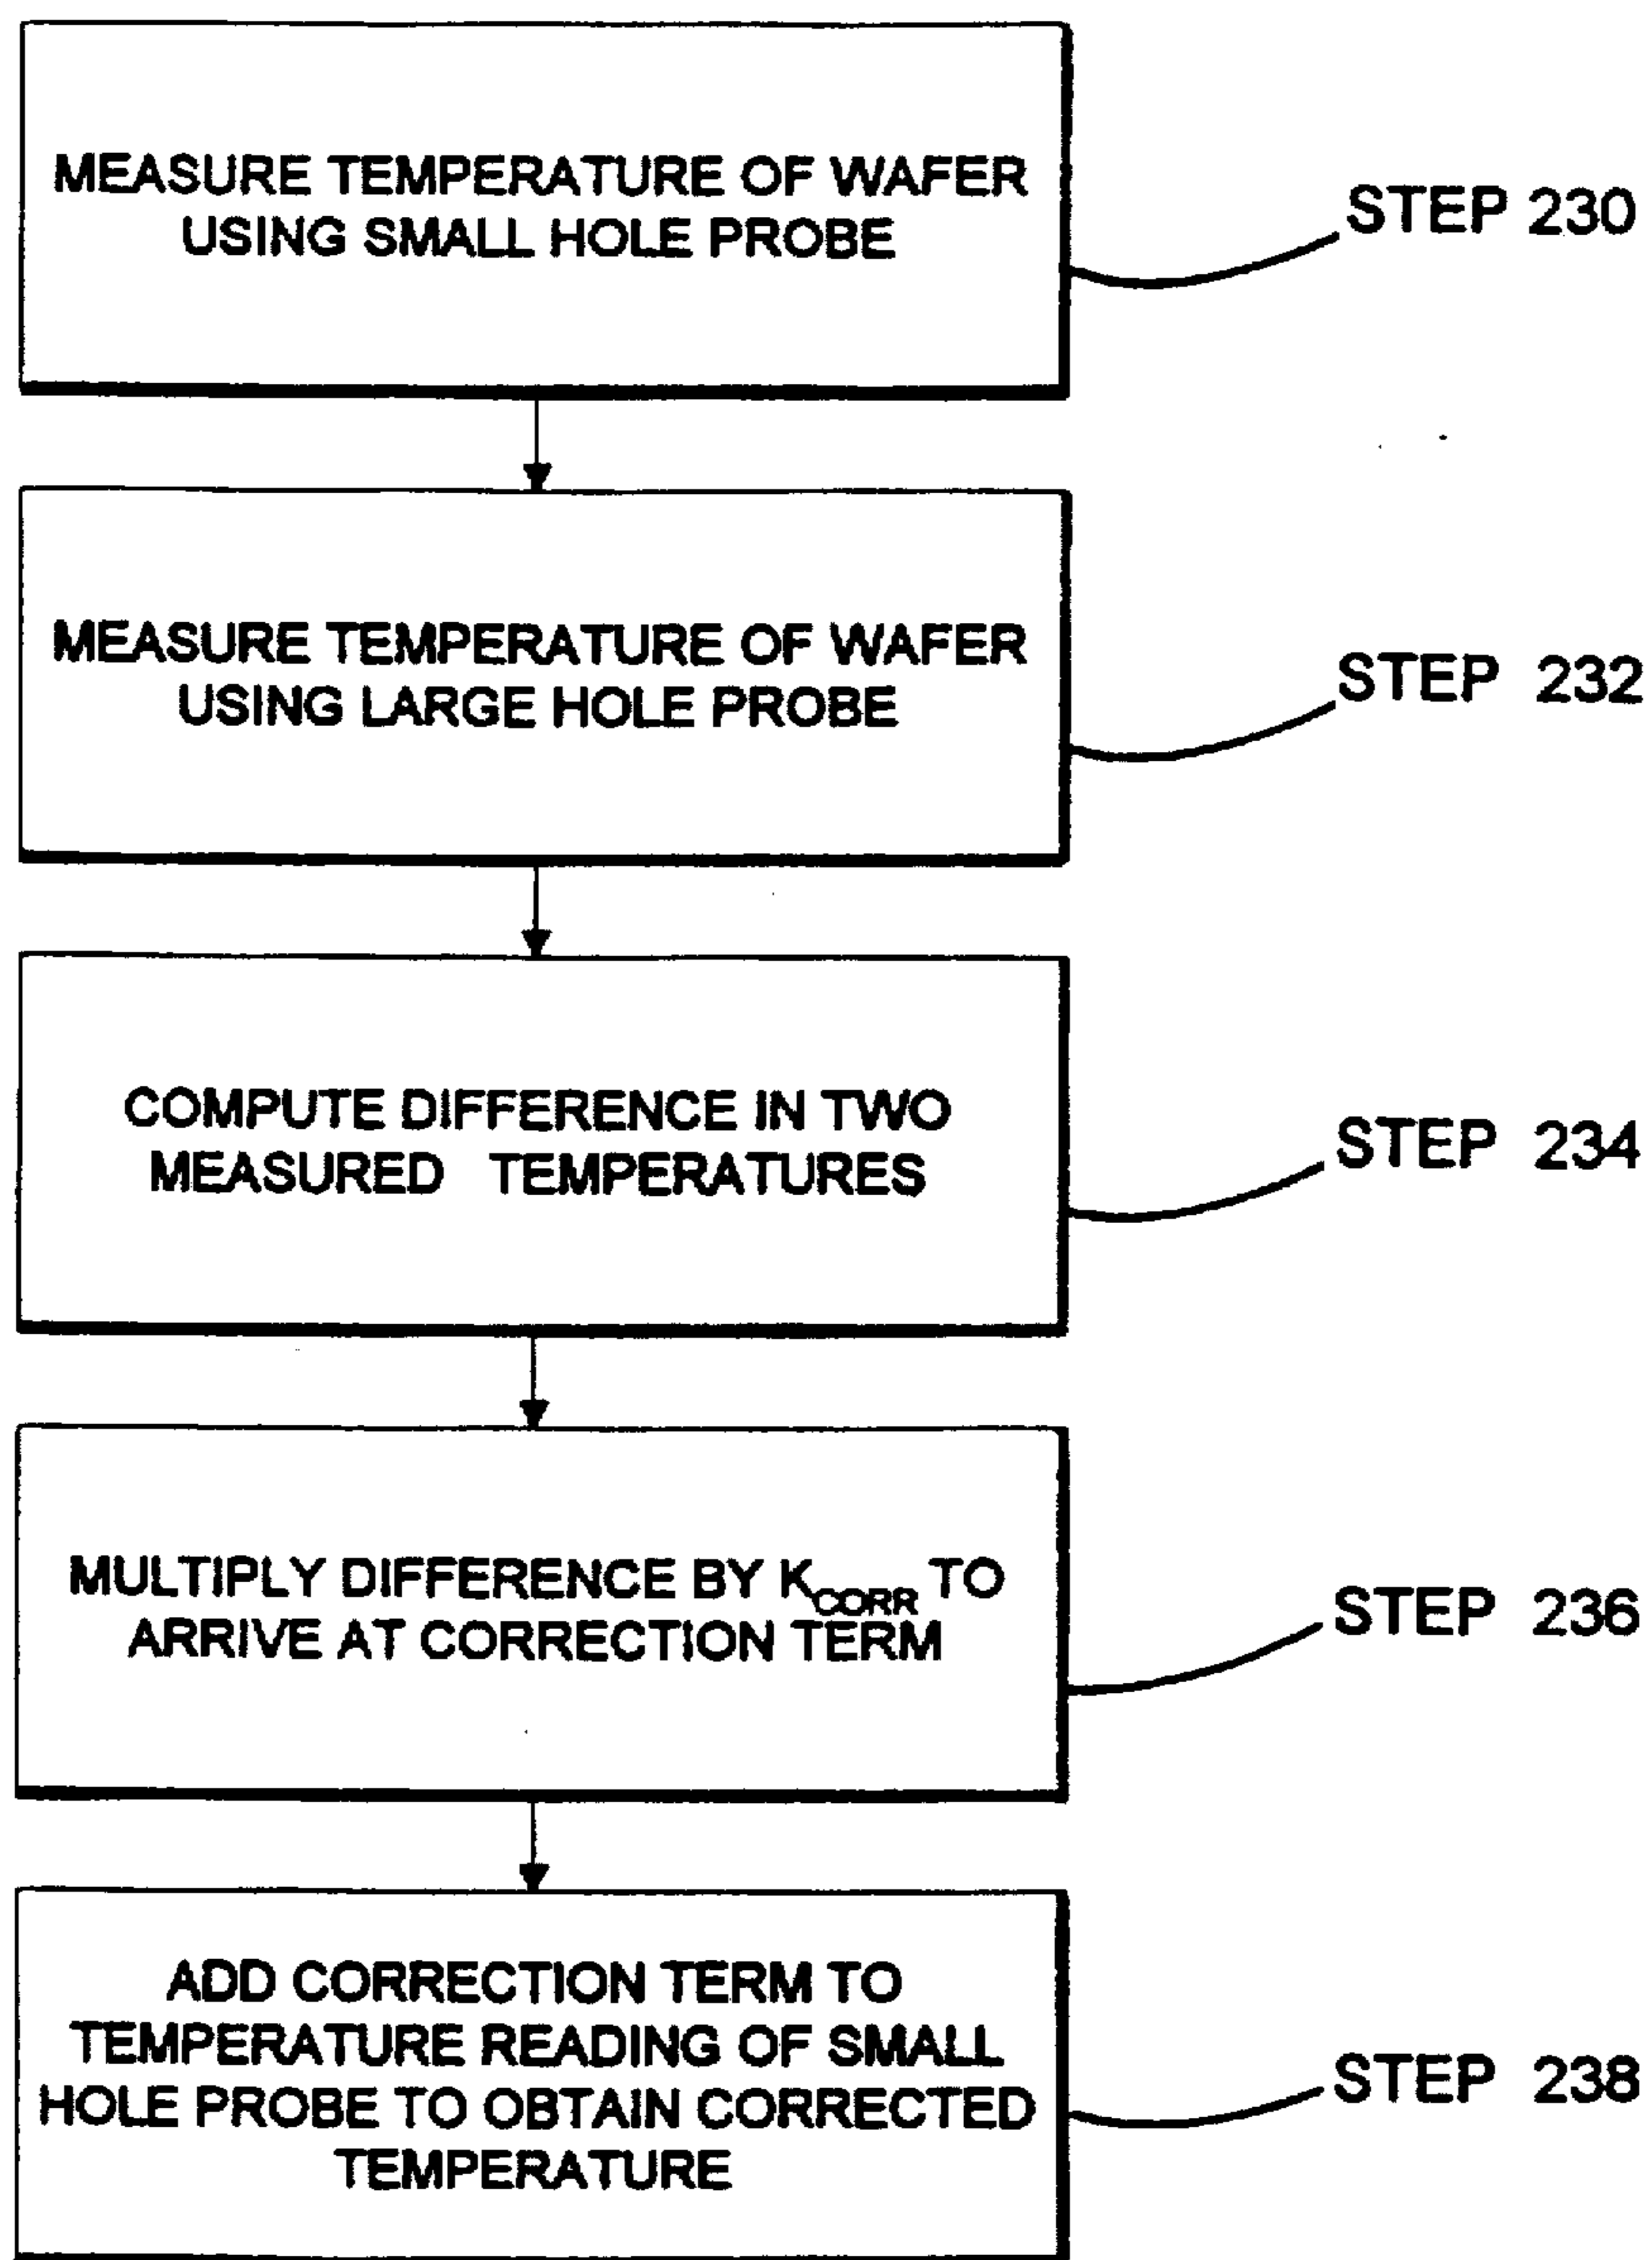 MEASURE TEMPERATURE OF WAFER
USING SMALL HOLE PROBE
STEP 230
MEASURE TEMPERATURE OF WAFER
USING LARGE HOLE PROBE
STEP 232
COMPUTE DIFFERENCE IN TWO
MEASURED TEMPERATURES
STEP 234
MULTIPLY DIFFERENCE BY KCORR TO
ARRIVE AT CORRECTION TERM
STEP 236
ADD CORRECTION TERM TO
TEMPERATURE READING OF SMALL
HOLE PROBE TO OBTAIN CORRECTED
TEMPERATURE
STEP 238